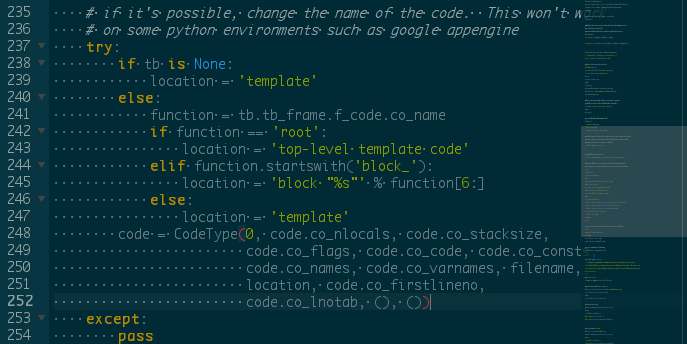 235 # if it's possible, change the name of the code. This won't w
236 # on some python environments such as google appengine
237 try:
238 if tb is None:
239 location = 'template'
240 else:
241 function = tb.tb_frame.f_code.co_name
242 if function == 'root':
243 location = 'top-level template code'
244 elif function.startswith('block_'):
245 location = 'block "%s"' % function[6:]
246 else:
247 location = 'template'
248 code = CodeType(0, code.co_nlocals, code.co_stacksize,
249 code.co_flags, code.co_code, code.co_const
250 code.co_names, code.co_varnames, filename,
251 location, code.co_firstlineno,
252 code.co_lnotab, (), ())
253 except:
254 pass